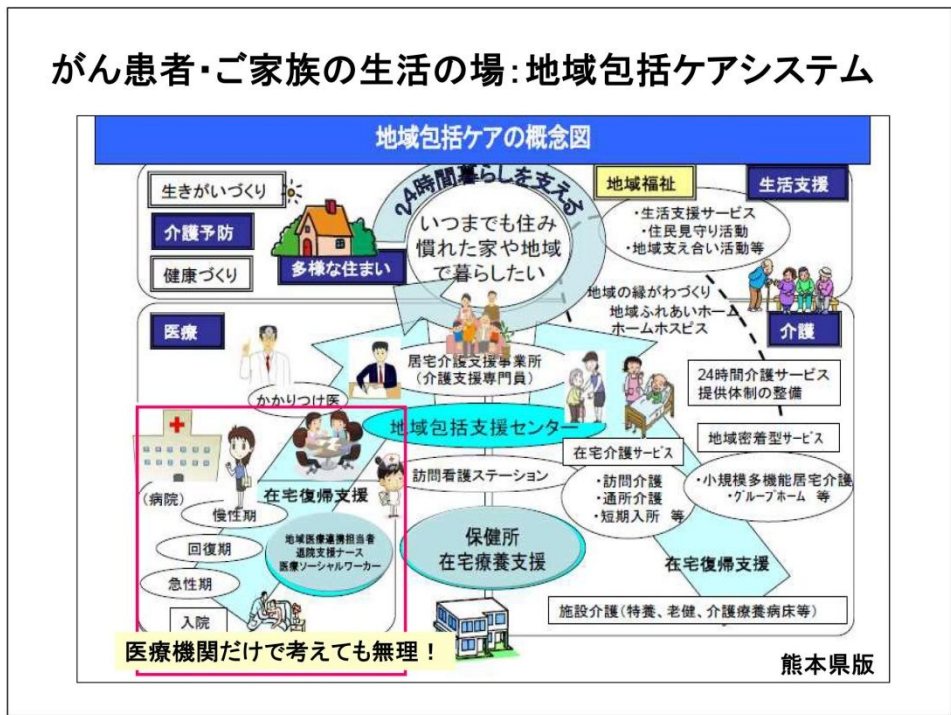 がん患者・ご家族の生活の場：地域包括ケアシステム
地域包括ケアの概念図
24時間暮らしを支える
生きがいづくり
介護予防
健康づくり
多様な住まい
いつまでも住み
慣れた家や地域
で暮らしたい
地域福祉
生活支援
・生活支援サービス
・住民見守り活動
・地域支え合い活動等
地域の縁がわづくり
地域ふれあいホーム
ホームホスピス
医療
介護
かかりつけ医
居宅介護支援事業所
(介護支援専門員)
24時間介護サービス
提供体制の整備
地域包括支援センター
地域密着型サービス
・小規模多機能居宅介護
・グループホーム 等
在宅介護サービス
・訪問介護
・通所介護
・短期入所 等
訪問看護ステーション
(病院)
在宅復帰支援
慢性期
回復期
急性期
入院
地域医療連携担当者
退院支援ナース
医療ソーシャルワーカー
保健所
在宅療養支援
在宅復帰支援
施設介護(特養、老健、介護療養病床等)
医療機関だけで考えても無理！
熊本県版